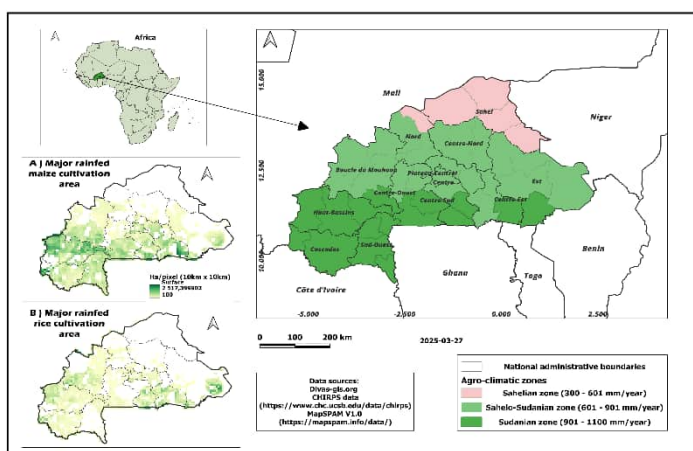 Africa
A ) Major rainfed
maize cultivation
area
Ha/pixel (10km x 10km)
Surface
2 517,399902
100
B ) Major rainfed
rice cultivation
area
15.000
12.500
10.000
Mali
Niger
Sahel
Nord
Centre-Nord
Boucle du Mouhoun
Plateau-Central
Centre
Est
Centre-Ouest
Centre-Sud
Centre-Est
Hauts-Bassins
Sud-Ouest
Cascades
Benin
Ghana
Togo
Côte d'Ivoire
-5.000
-2.500
0.000
2.500
0
100
200 km
2025-03-27
Data sources:
Divas-gis.org
CHIRPS data
(https://www.chc.ucsb.edu/data/chirps)
MapSPAM V1.0
(https://mapspam.info/data/)
National administrative boundaries
Agro-climatic zones
Sahelian zone (300 - 601 mm/year)
Sahelo-Sudanian zone (601 - 901 mm/year)
Sudanian zone (901 - 1100 mm/year)